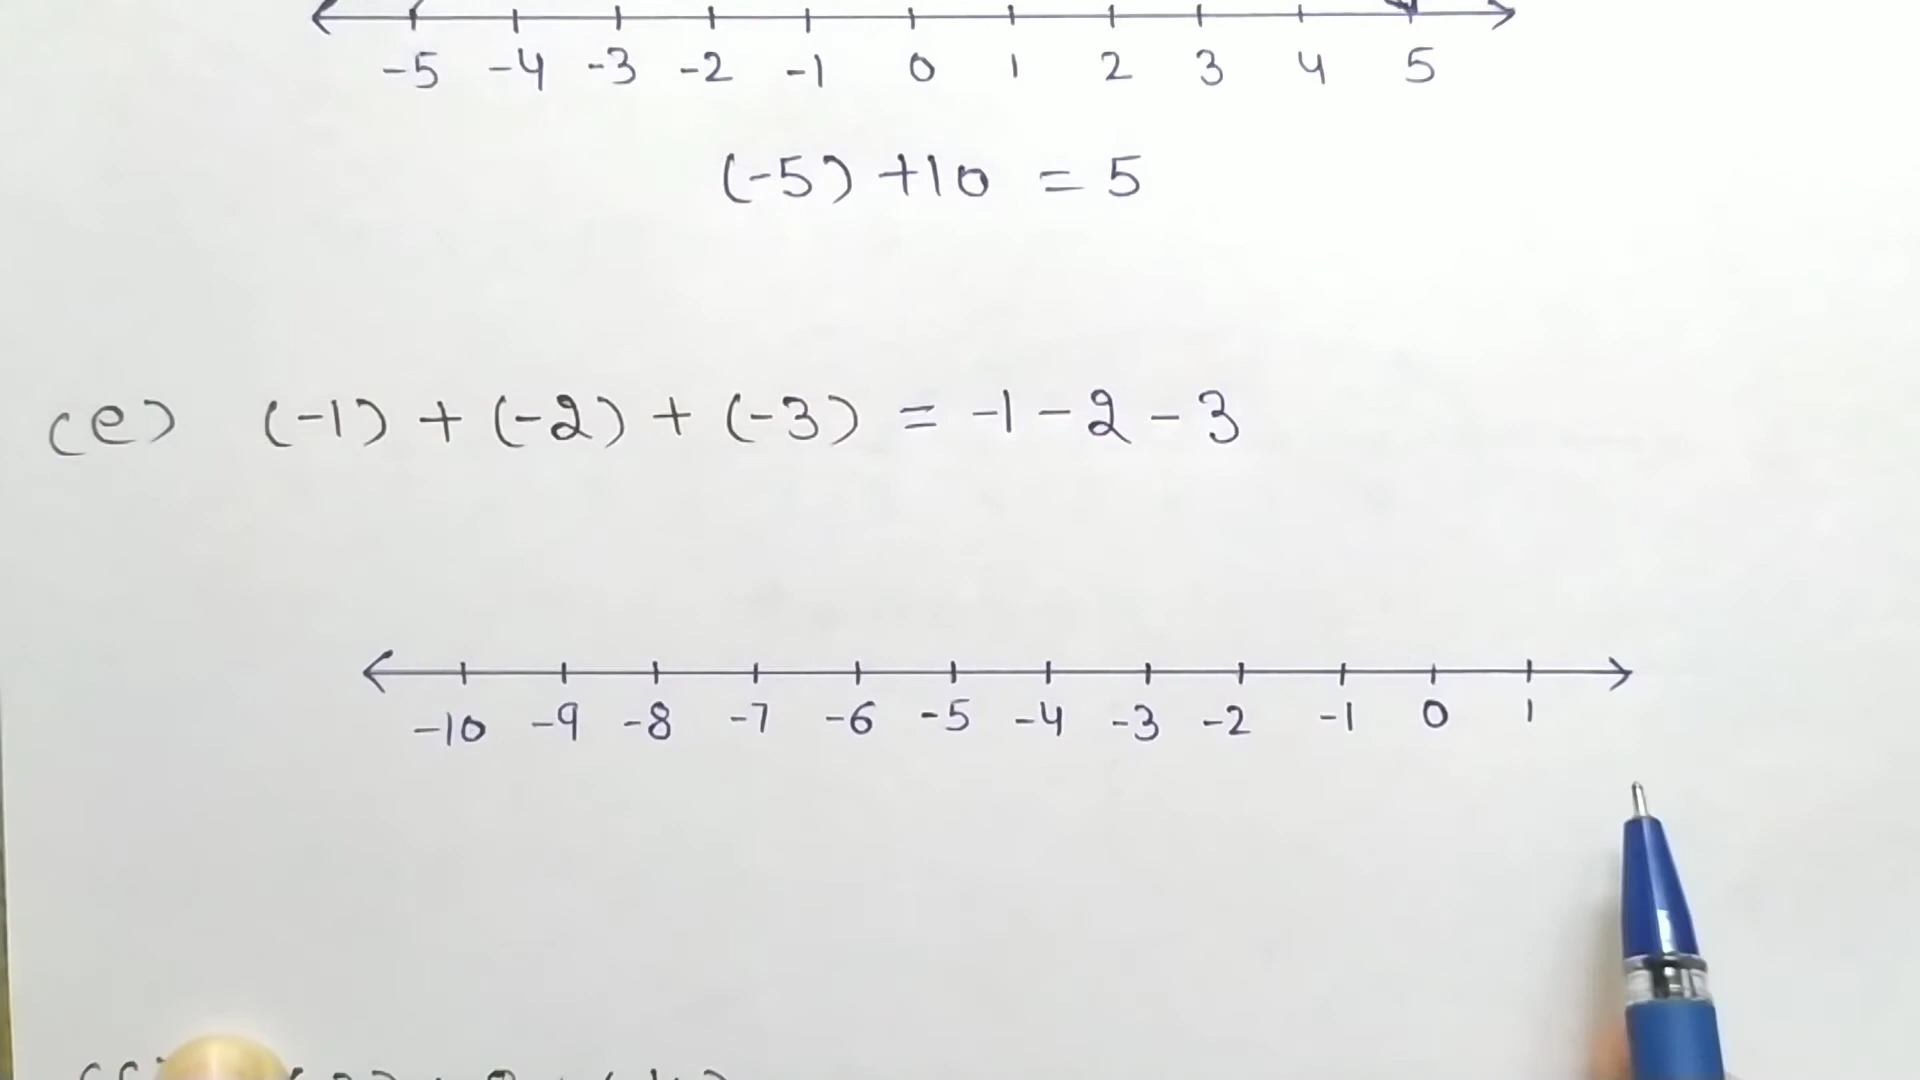 -5 -4 -3 -2 -1 0 1 2 3 4 5
(-5) +10 = 5
(e) (-1) + (-2) + (-3) = -1 - 2 - 3
-10 -9 -8 -7 -6 -5 -4 -3 -2 -1 0 1